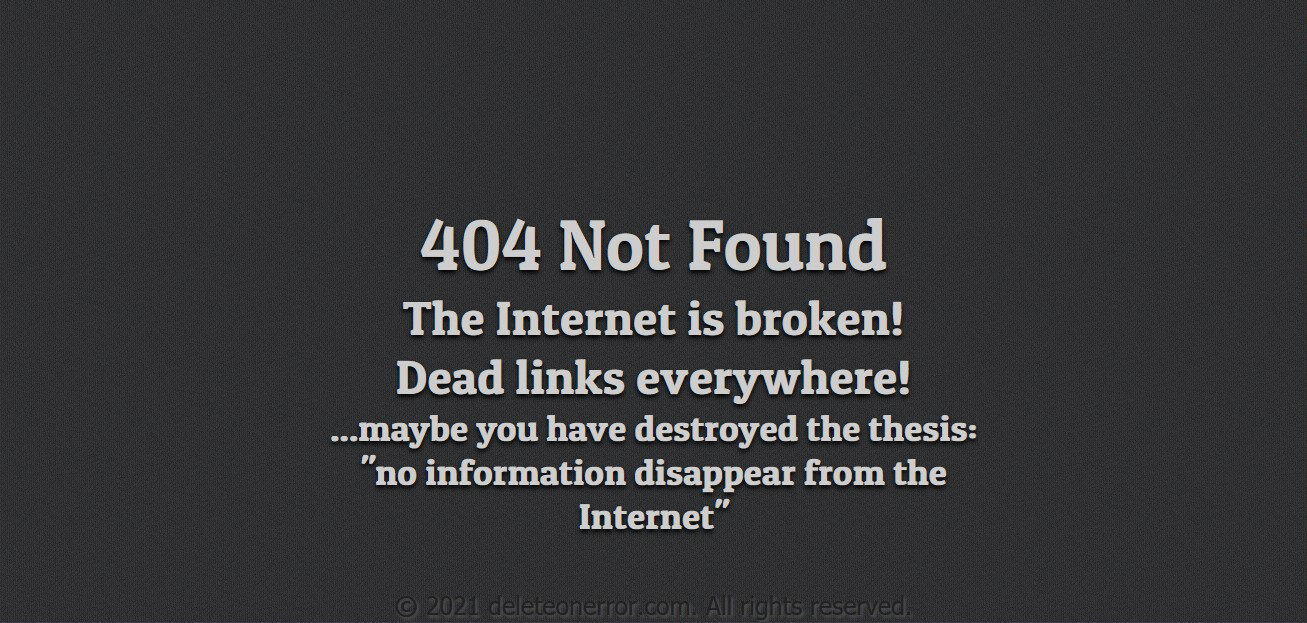 404 Not Found
The Internet is broken!
Dead links everywhere!
...maybe you have destroyed the thesis:
"no information disappear from the
Internet"
© 2021 deleteonerror.com. All rights reserved.